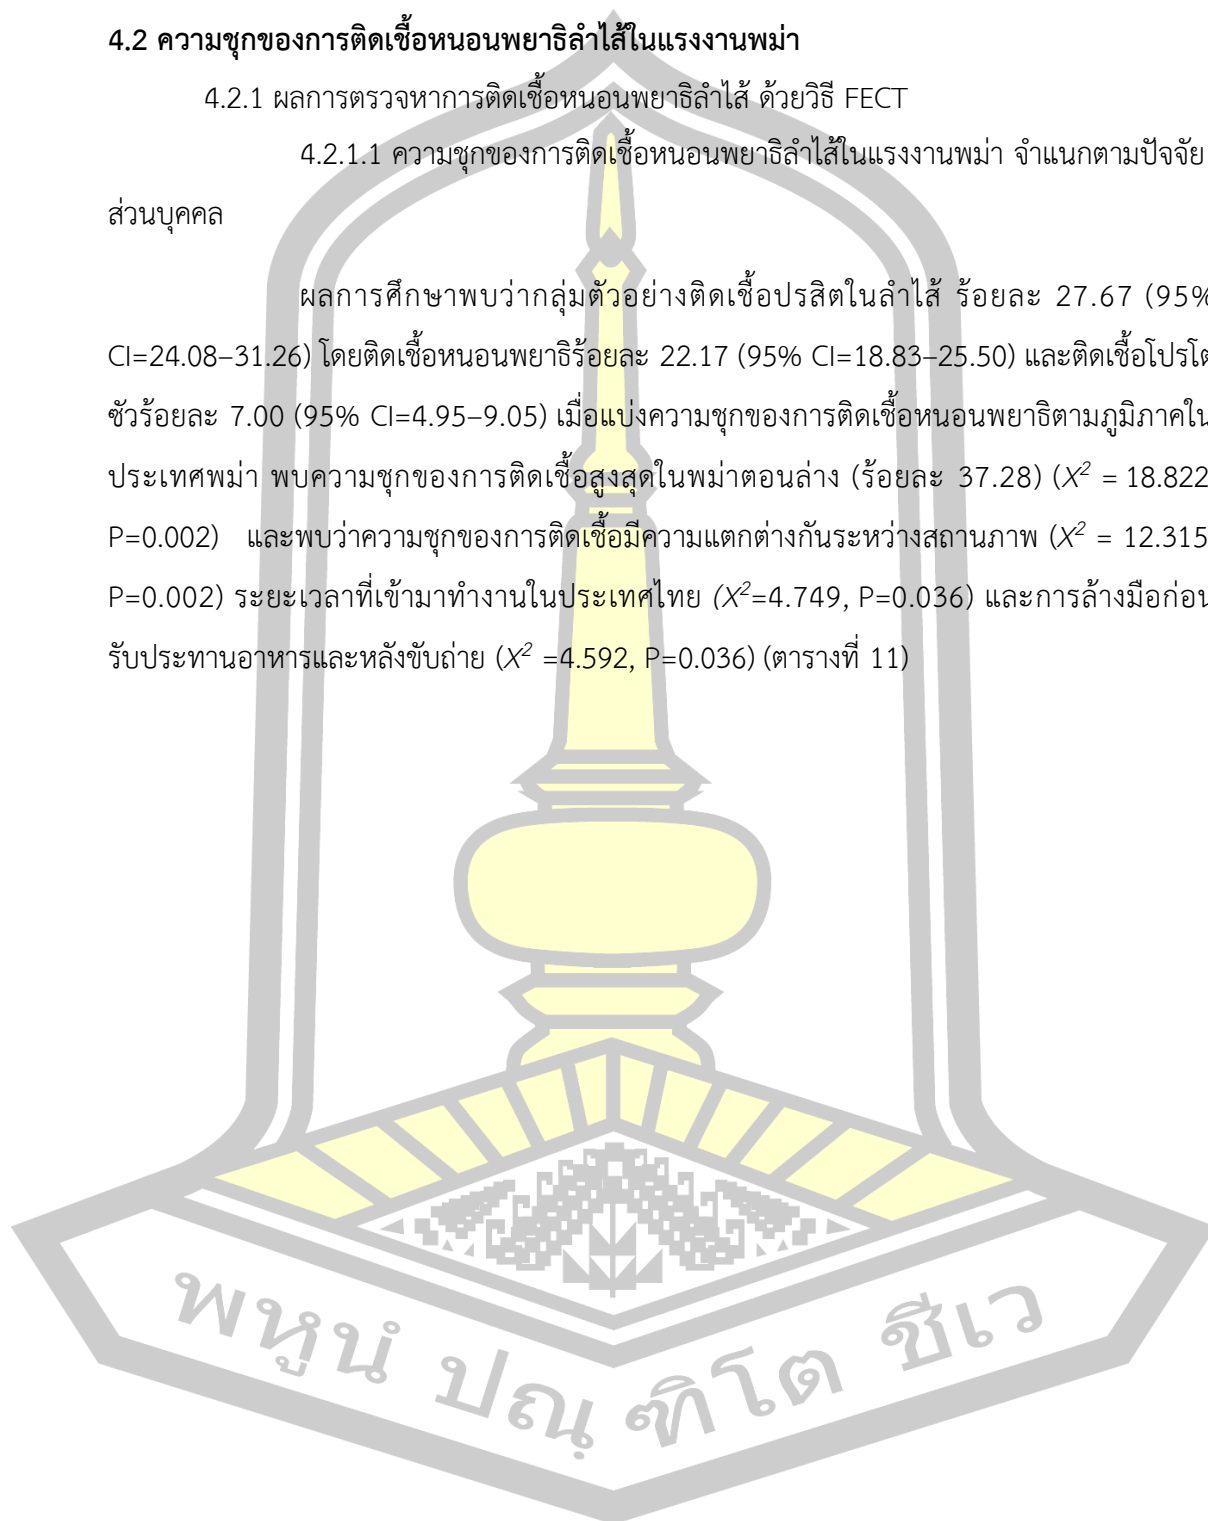 4.2 ความชุกของการติดเชื้อหนอนพยาธิลำไส้ในแรงงานพม่า
4.2.1 ผลการตรวจหาการติดเชื้อหนอนพยาธิลำไส้ ด้วยวิธี FECT
4.2.1.1 ความชุกของการติดเชื้อหนอนพยาธิลำไส้ในแรงงานพม่า จำแนกตามปัจจัย
ส่วนบุคคล
ผลการศึกษาพบว่ากลุ่มตัวอย่างติดเชื้อปรสิตในลำไส้ ร้อยละ 27.67 (95%
CI=24.08–31.26) โดยติดเชื้อหนอนพยาธิร้อยละ 22.17 (95% CI=18.83–25.50) และติดเชื้อโปรโต
ซัวร้อยละ 7.00 (95% CI=4.95–9.05) เมื่อแบ่งความชุกของการติดเชื้อหนอนพยาธิตามภูมิภาคใน
ประเทศพม่า พบความชุกของการติดเชื้อสูงสุดในพม่าตอนล่าง (ร้อยละ 37.28) (X² = 18.822
P=0.002) และพบว่าความชุกของการติดเชื้อมีความแตกต่างกันระหว่างสถานภาพ (X² = 12.315
P=0.002) ระยะเวลาที่เข้ามาทำงานในประเทศไทย (X²=4.749, P=0.036) และการล้างมือก่อน
รับประทานอาหารและหลังขับถ่าย (X² =4.592, P=0.036) (ตารางที่ 11)
พหูนํ ปณฺ ฑิโต ชีเว